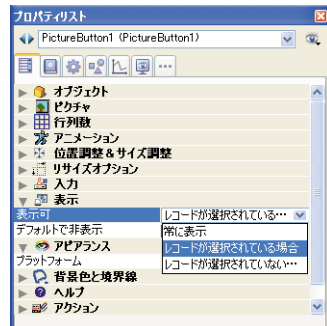 プロパティリスト
PictureButton1 (PictureButton1)
オブジェクト
ピクチャ
行列数
アニメーション
位置調整＆サイズ調整
リサイズオプション
入力
表示
表示可 レコードが選択されている…
デフォルトで非表示 常に表示
アピアランス レコードが選択されている場合
プラットフォーム レコードが選択されていない…
背景色と境界線
ヘルプ
アクション